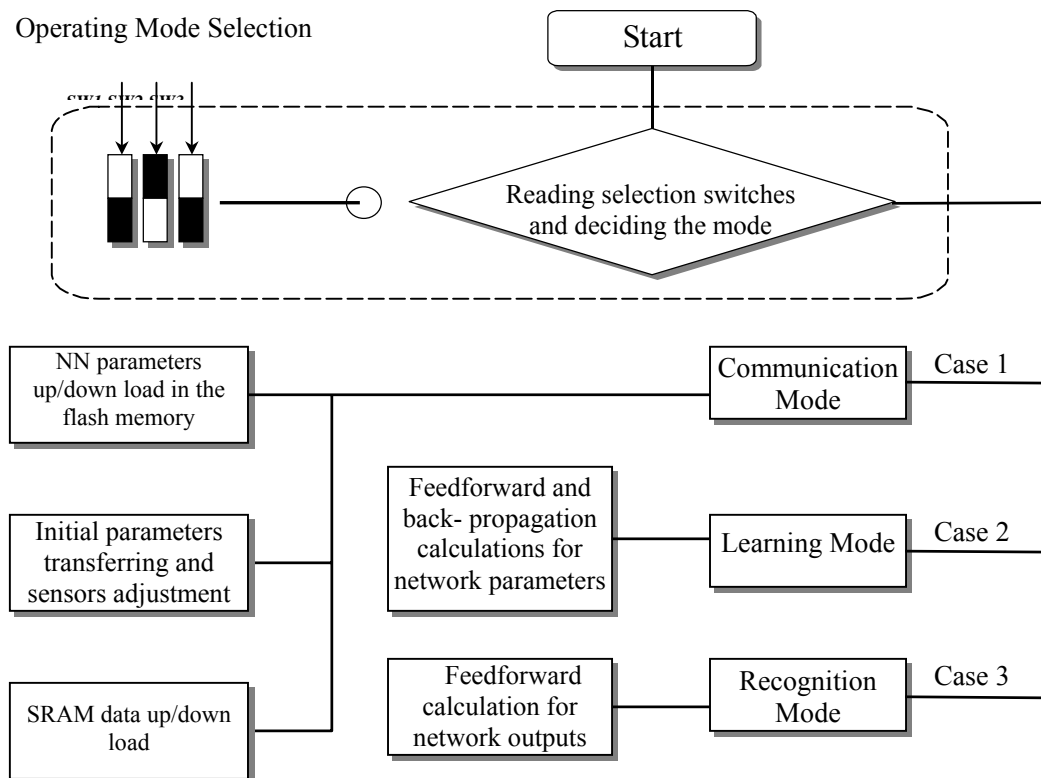 Operating Mode Selection
Start
Reading selection switches
and deciding the mode
NN parameters
up/down load in the
flash memory
Communication
Mode
Case 1
Initial parameters
transferring and
sensors adjustment
Feedforward and
back- propagation
calculations for
network parameters
Learning Mode
Case 2
SRAM data up/down
load
Feedforward
calculation for
network outputs
Recognition
Mode
Case 3